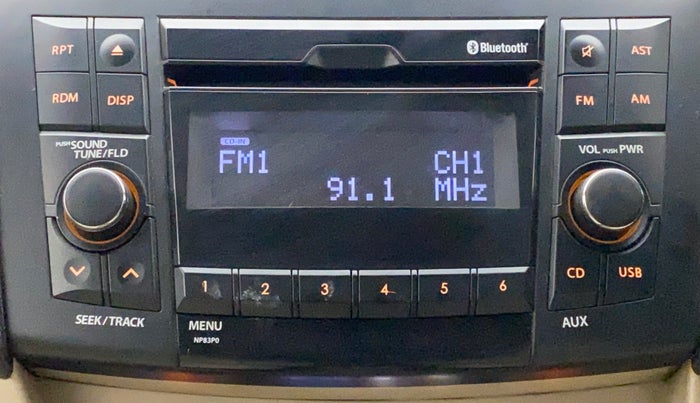 Bluetooth
RPT
AST
RDM DISP
FM AM
CD-IN
FM1 CH1
91.1 MHz
PUSH SOUND
TUNE/FLD
VOL PUSH PWR
1 2 3 4 5 6
CD USB
SEEK/TRACK
MENU
AUX
NP83P0